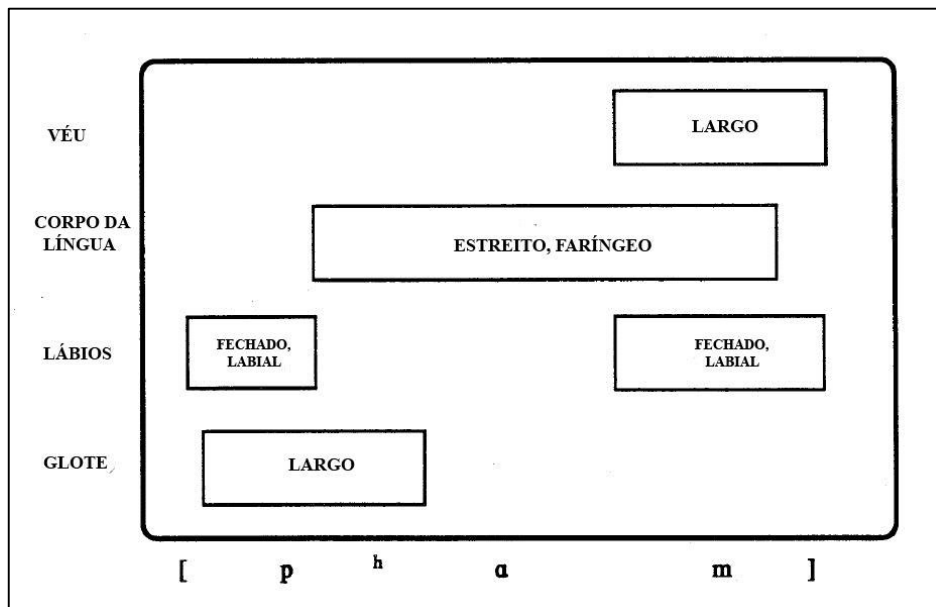 VÉU
LARGO
CORPO DA
LÍNGUA
ESTREITO, FARÍNGEO
LÁBIOS
FECHADO,
LABIAL
FECHADO,
LABIAL
GLOTE
LARGO
[ p ʰ ɑ m ]